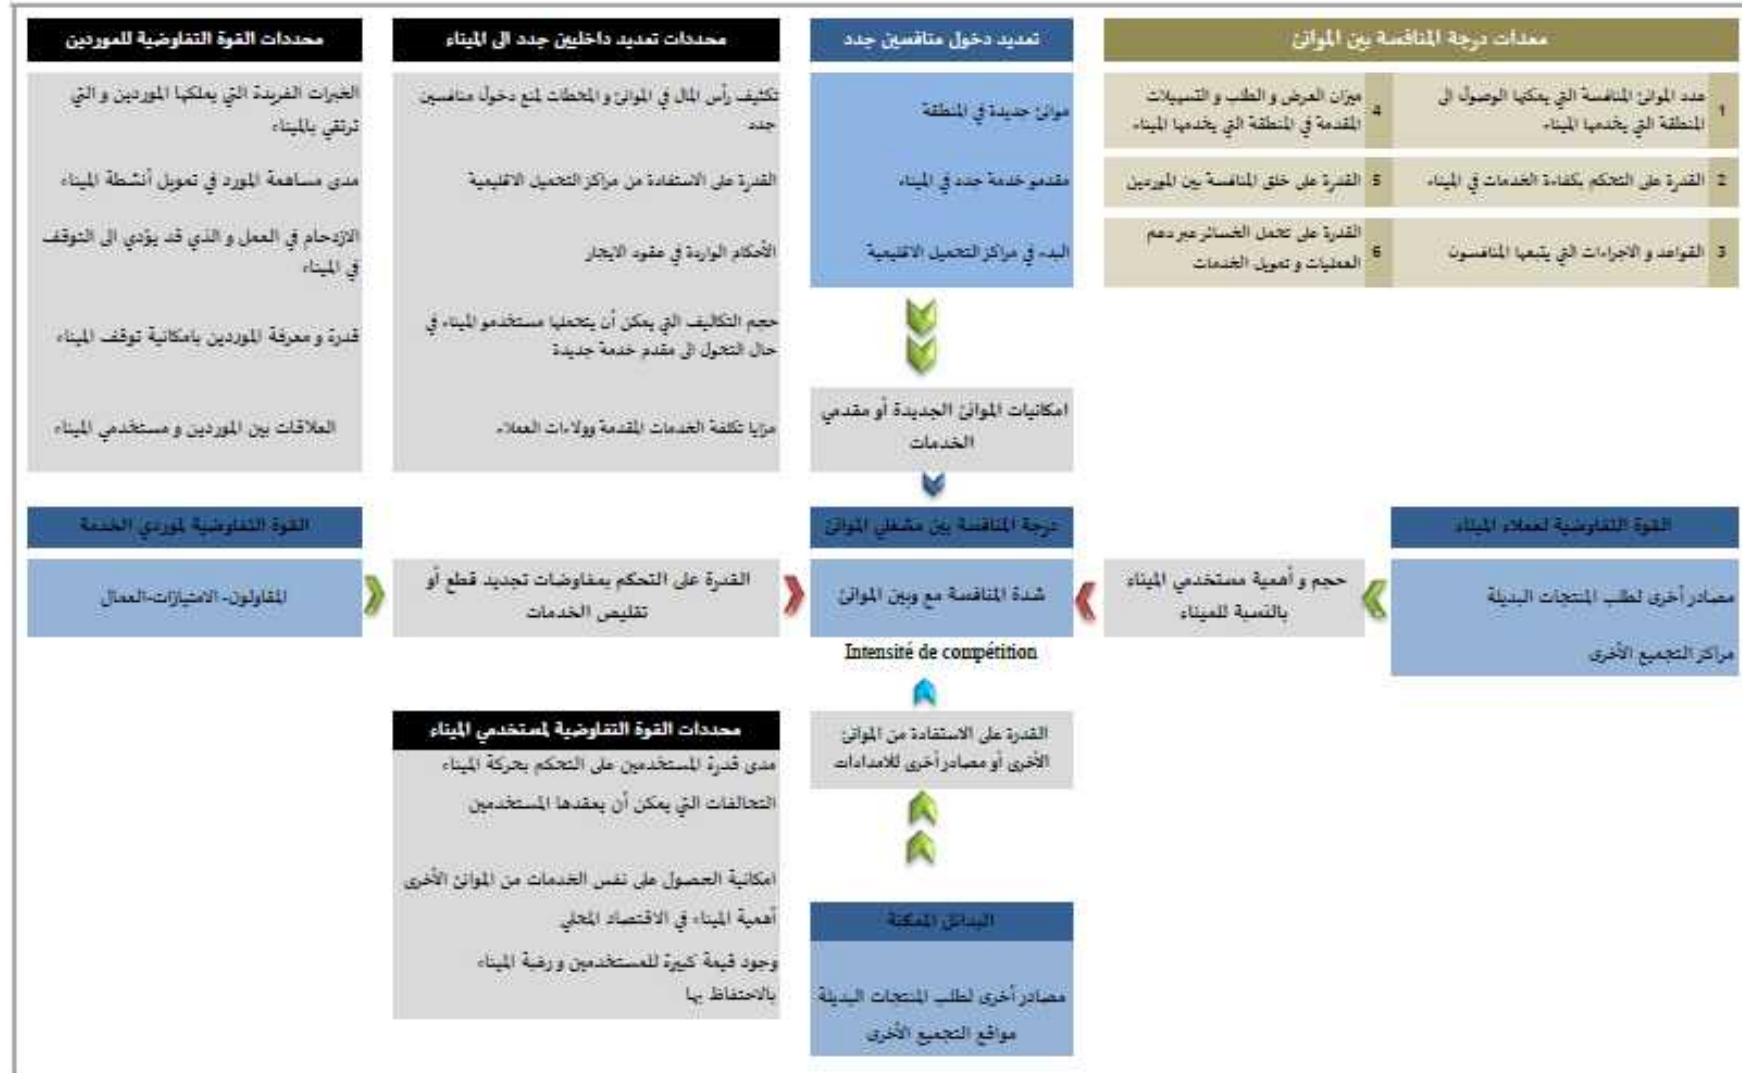 معدات درجة المنافسة بين الموانئ
1
عدد الموانئ المنافسة التي يمكنها الوصول الى
المنطقة التي يخدمها الميناء
4
ميزان العرض و الطلب و التسهيلات
المقدمة في المنطقة التي يخدمها الميناء
2
القدرة على التحكم بكفاءة الخدمات في الميناء
5
القدرة على خلق المنافسة بين الموردين
3
القواعد و الاجراءات التي يتبعها المنافسون
6
القدرة على تحمل الخسائر عبر دعم
العمليات و تمويل الخدمات
تهديد دخول منافسين جدد
موانئ جديدة في المنطقة
مقدمو خدمة جدد في الميناء
البدء في مراكز التحميل الاقليمية
محددات تهديد داخليين جدد الى الميناء
تكثيف رأس المال في الموانئ و المحطات لمنع دخول منافسين
جدد
القدرة على الاستفادة من مراكز التحميل الاقليمية
الأحكام الواردة في عقود الايجار
حجم التكاليف التي يمكن أن يتحملها مستخدمو الميناء في
حال التحول الى مقدم خدمة جديدة
مزايا تكلفة الخدمات المقدمة وولاءات العملاء
محددات القوة التفاوضية للموردين
الخبرات الفريدة التي يملكها الموردين و التي
ترتقي بالميناء
مدى مساهمة المورد في تمويل أنشطة الميناء
الازدحام في العمل و الذي قد يؤدي الى التوقف
في الميناء
قدرة و معرفة الموردين بامكانية توقف الميناء
العلاقات بين الموردين و مستخدمي الميناء
امكانيات الموانئ الجديدة أو مقدمي
الخدمات
القوة التفاوضية لعملاء الميناء
مصادر أخرى لطلب المنتجات البديلة
مراكز التجميع الأخرى
حجم و أهمية مستخدمي الميناء
بالنسبة للميناء
درجة المنافسة بين مشغلي الموانئ
شدة المنافسة مع وبين الموانئ
Intensité de compétition
القدرة على التحكم بمفاوضات تجديد قطع أو
تقليص الخدمات
القوة التفاوضية لموردي الخدمة
المقاولون- الامتيازات-العمال
القدرة على الاستفادة من الموانئ
الأخرى أو مصادر أخرى للامدادات
محددات القوة التفاوضية لمستخدمي الميناء
مدى قدرة المستخدمين على التحكم بحركة الميناء
التحالفات التي يمكن أن يعقدها المستخدمين
امكانية الحصول على نفس الخدمات من الموانئ الأخرى
أهمية الميناء في الاقتصاد المحلي
وجود قيمة كبيرة للمستخدمين و رغبة الميناء
بالاحتفاظ بها
البدائل الممكنة
مصادر أخرى لطلب المنتجات البديلة
مواقع التجميع الأخرى